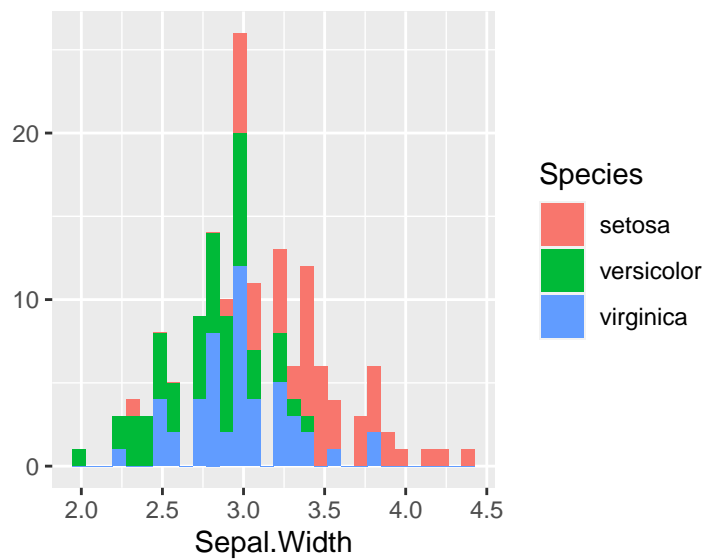 20
10
0
2.0 2.5 3.0 3.5 4.0 4.5
Sepal.Width
Species
setosa
versicolor
virginica